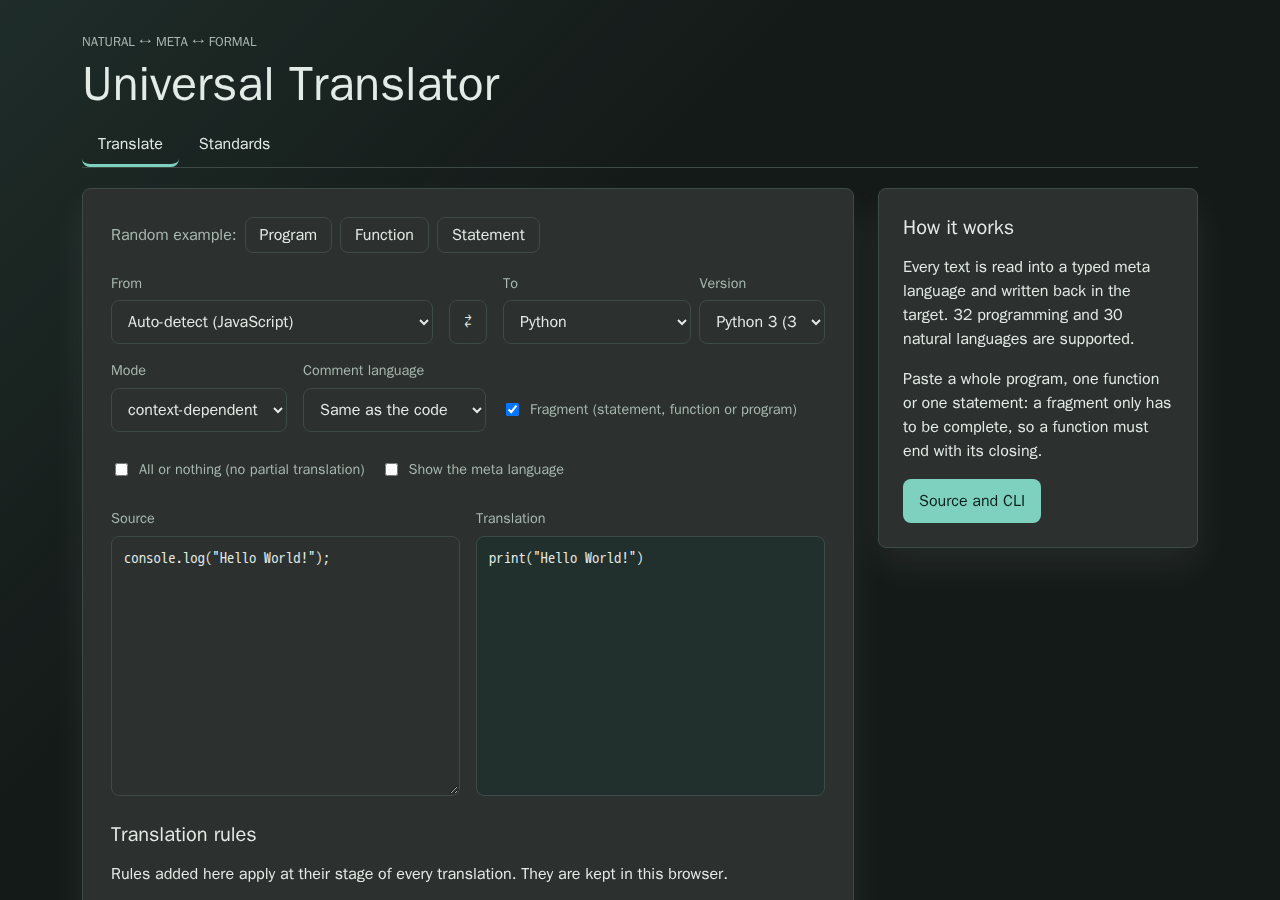 NATURAL ↔ META ↔ FORMAL
Universal Translator
Translate
Standards
Random example:
Program
Function
Statement
From
To
Version
Auto-detect (JavaScript)
⇄
Python
Python 3 (3
Mode
Comment language
context-dependent
Same as the code
Fragment (statement, function or program)
All or nothing (no partial translation)
Show the meta language
Source
Translation
console.log("Hello World!");
print("Hello World!")
Translation rules
Rules added here apply at their stage of every translation. They are kept in this browser.
How it works
Every text is read into a typed meta
language and written back in the
target. 32 programming and 30
natural languages are supported.
Paste a whole program, one function
or one statement: a fragment only has
to be complete, so a function must
end with its closing.
Source and CLI